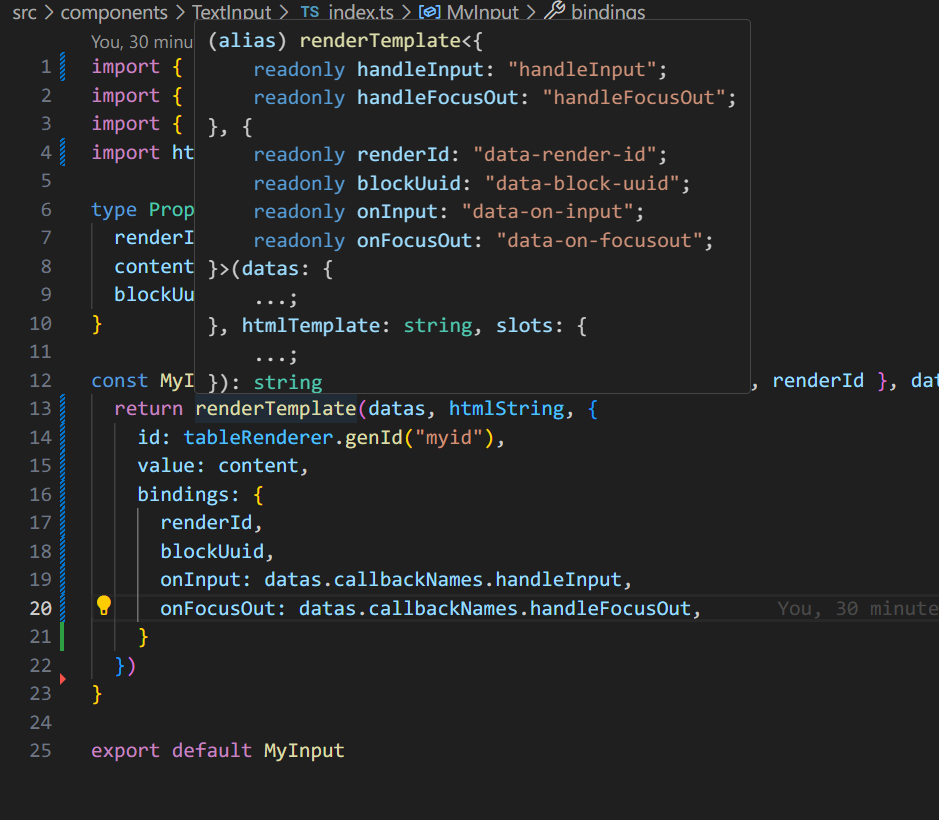 src > components > TextInput > TS index.ts > MyInput > bindings
You, 30 minu
(alias) renderTemplate<{
readonly handleInput: "handleInput";
readonly handleFocusOut: "handleFocusOut";
}, {
readonly renderId: "data-render-id";
readonly blockUuid: "data-block-uuid";
readonly onInput: "data-on-input";
readonly onFocusOut: "data-on-focusout";
}>(datas: {
...;
}, htmlTemplate: string, slots: {
...;
}): string
1 import {
2 import {
3 import {
4 import ht
5
6 type Prop
7 renderI
8 content
9 blockUu
10 }
11
12 const MyI , renderId }, dat
13 return renderTemplate(datas, htmlString, {
14 id: tableRenderer.genId("myid"),
15 value: content,
16 bindings: {
17 renderId,
18 blockUuid,
19 onInput: datas.callbackNames.handleInput,
20 onFocusOut: datas.callbackNames.handleFocusOut, You, 30 minute
21 }
22 })
23 }
24
25 export default MyInput